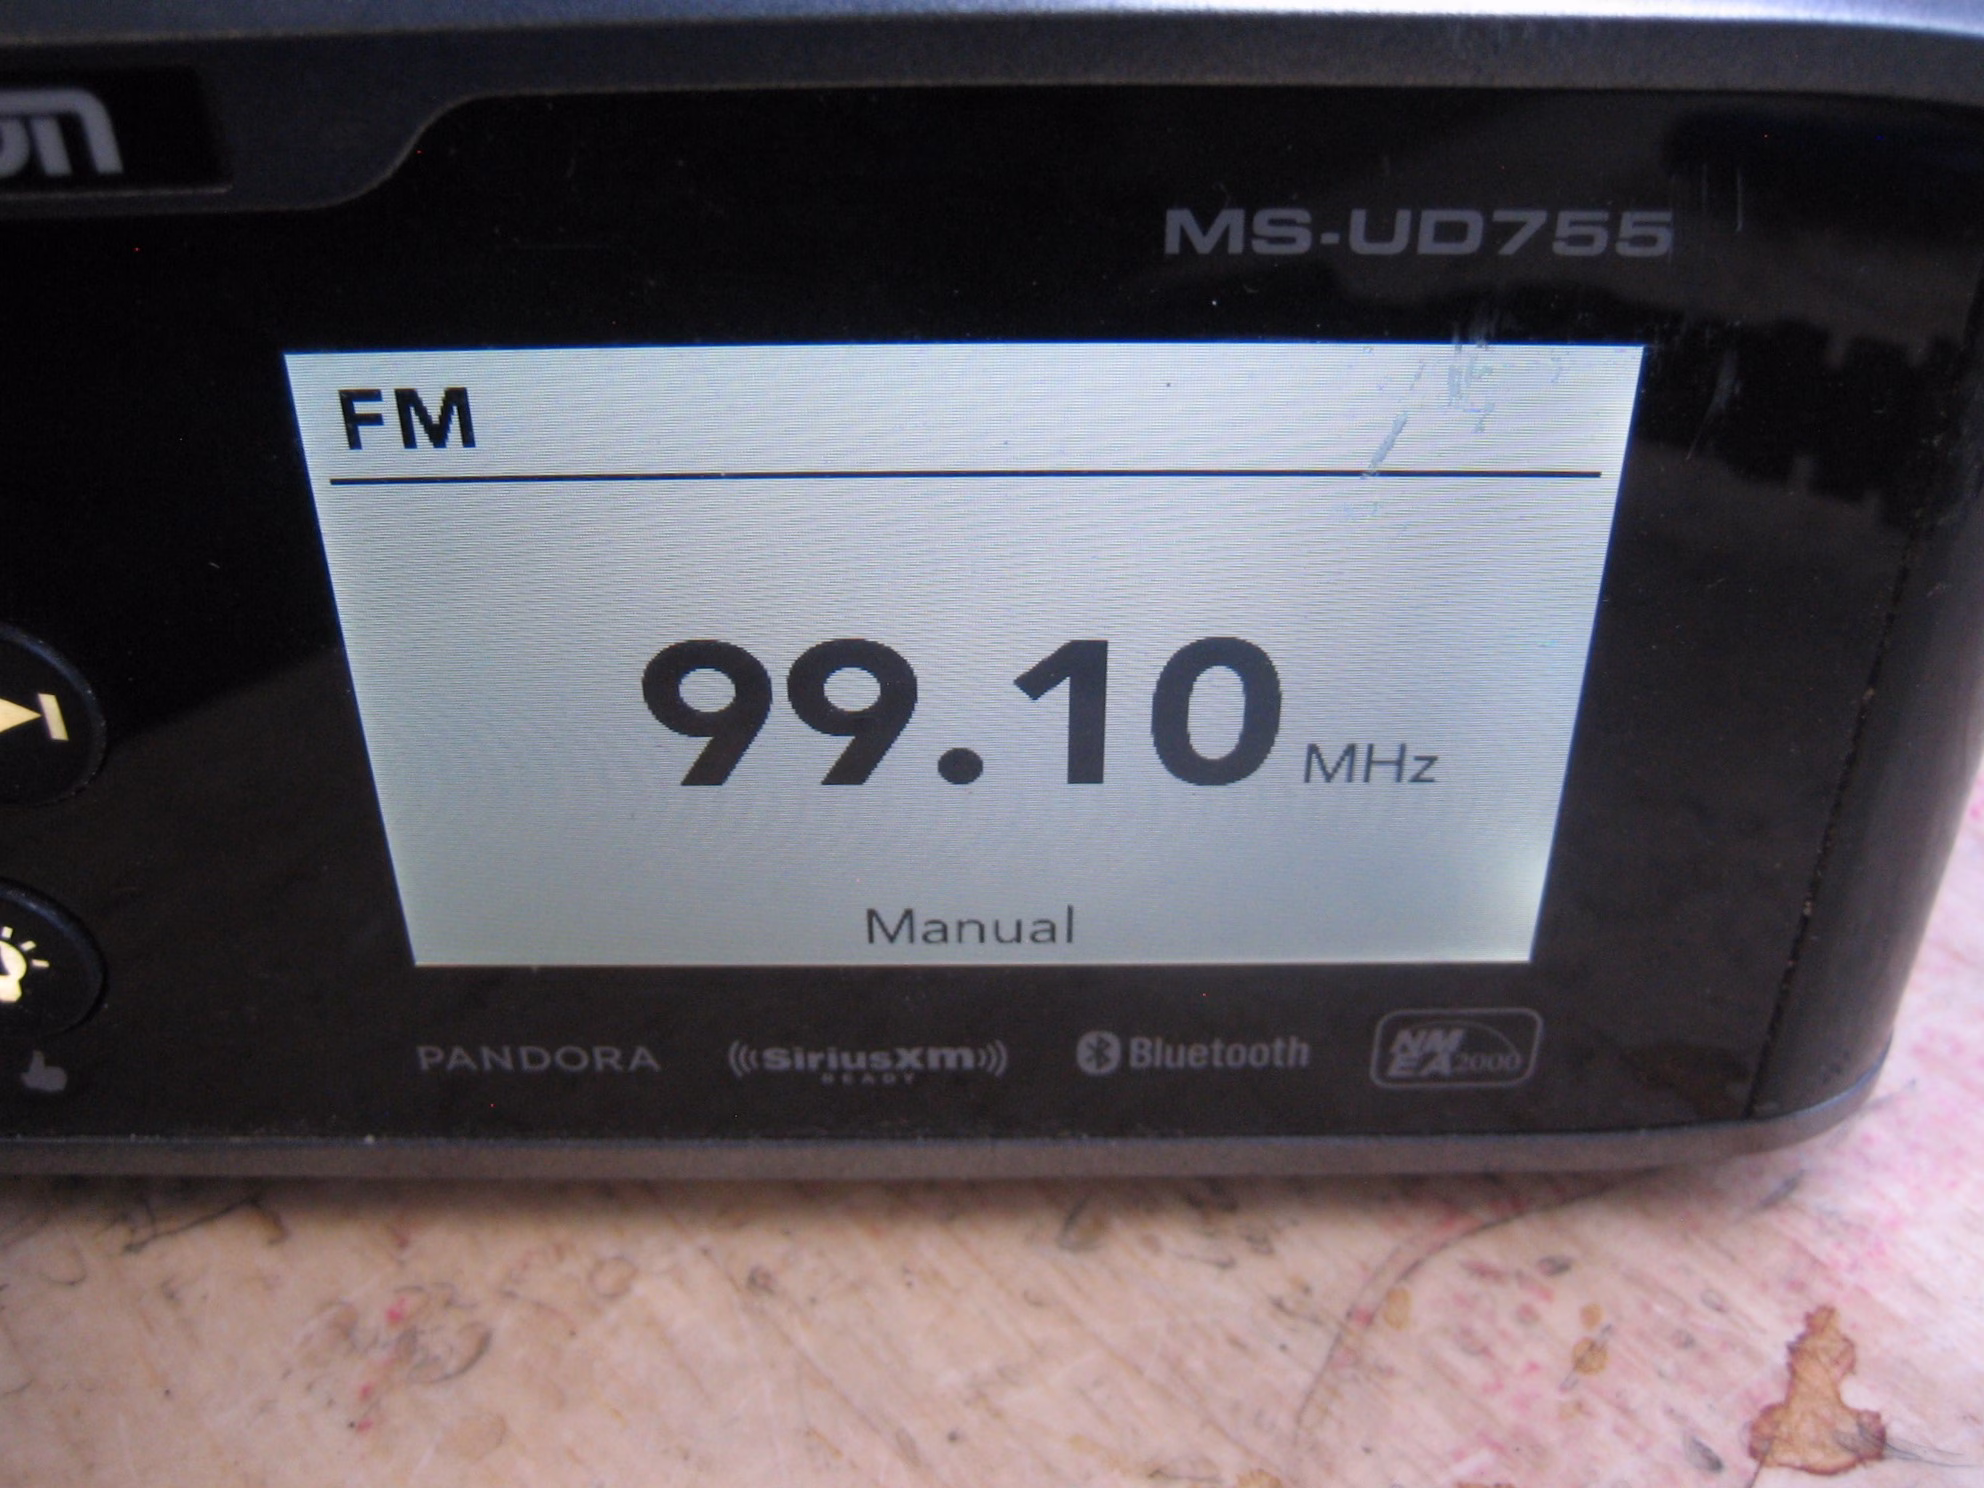 MS-UD755
FM
99.10 MHz
Manual
PANDORA ((SiriusXM)) READY Bluetooth NMEA 2000